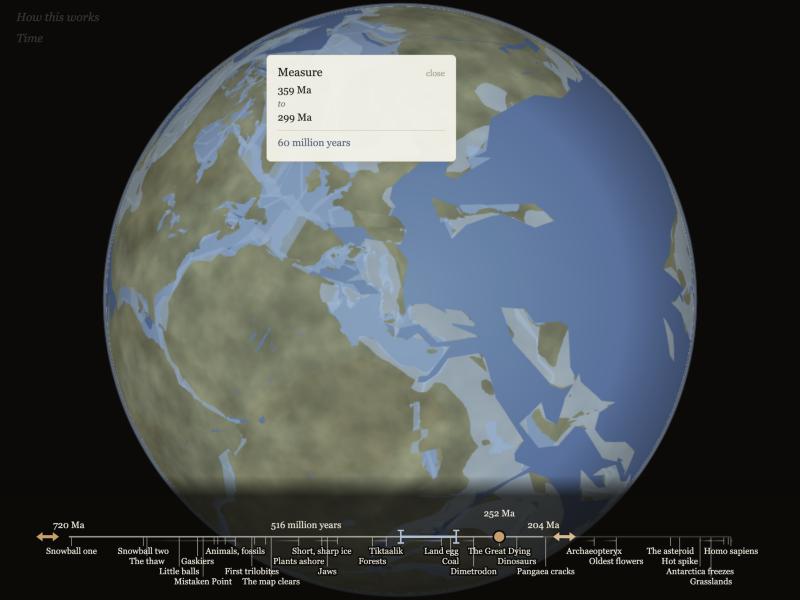 How this works
Time
Measure
close
359 Ma
to
299 Ma
60 million years
252 Ma
720 Ma
516 million years
204 Ma
Snowball one
Snowball two
Animals, fossils
Short, sharp ice
Tiktaalik
Land egg
The Great Dying
Archaeopteryx
The asteroid
Homo sapiens
The thaw
Gaskiers
Plants ashore
Forests
Coal
Dinosaurs
Oldest flowers
Hot spike
Little balls
First trilobites
Jaws
Dimetrodon
Pangaea cracks
Antarctica freezes
Mistaken Point
The map clears
Grasslands